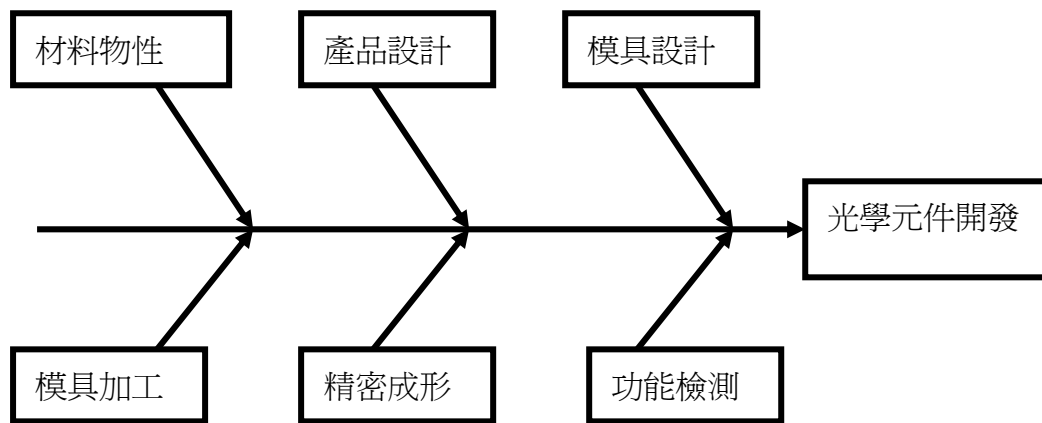 材料物性
產品設計
模具設計
光學元件開發
模具加工
精密成形
功能檢測